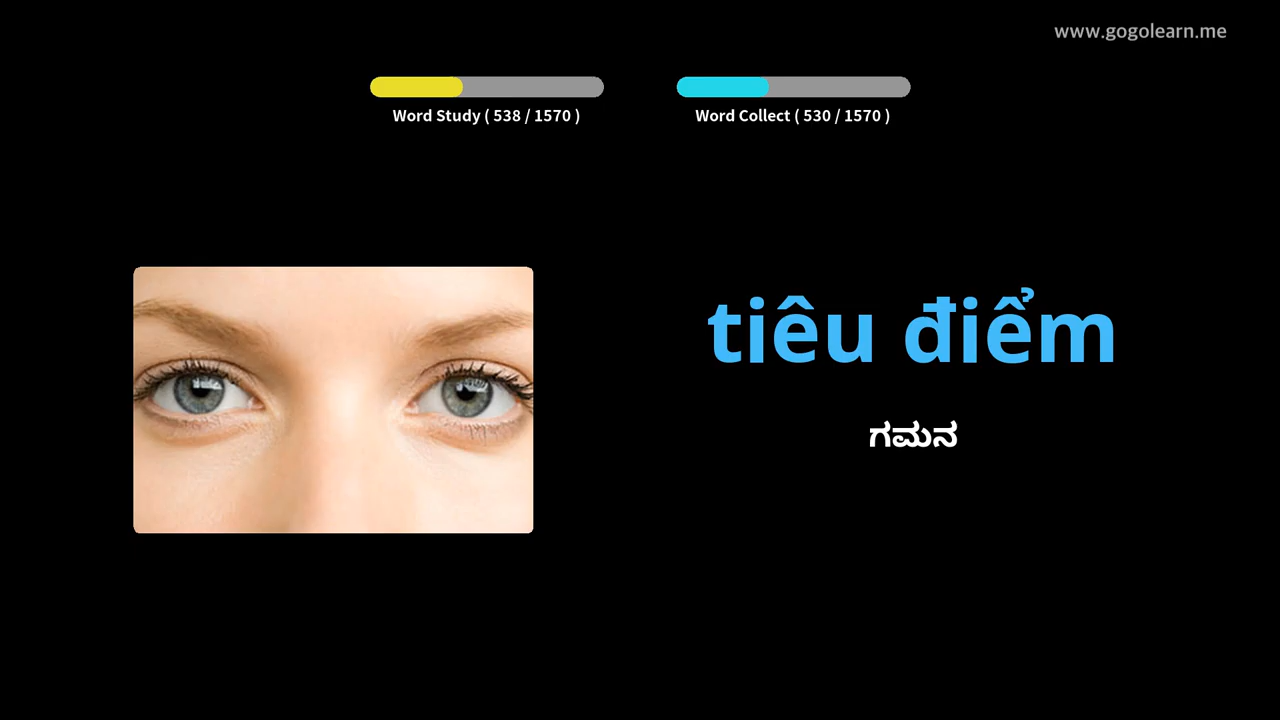 www.gogolearn.me
Word Study ( 538 / 1570 )
Word Collect ( 530 / 1570 )
tiêu điểm
ಗಮನ